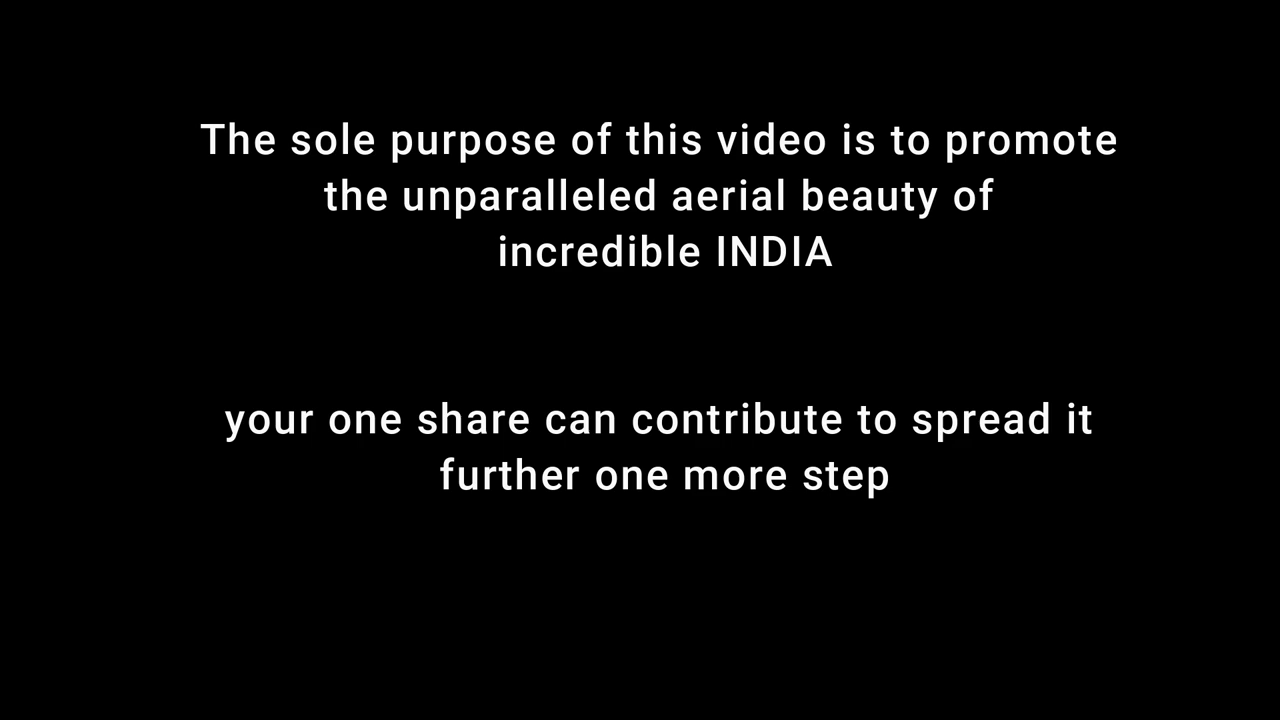 The sole purpose of this video is to promote
the unparalleled aerial beauty of
incredible INDIA
your one share can contribute to spread it
further one more step